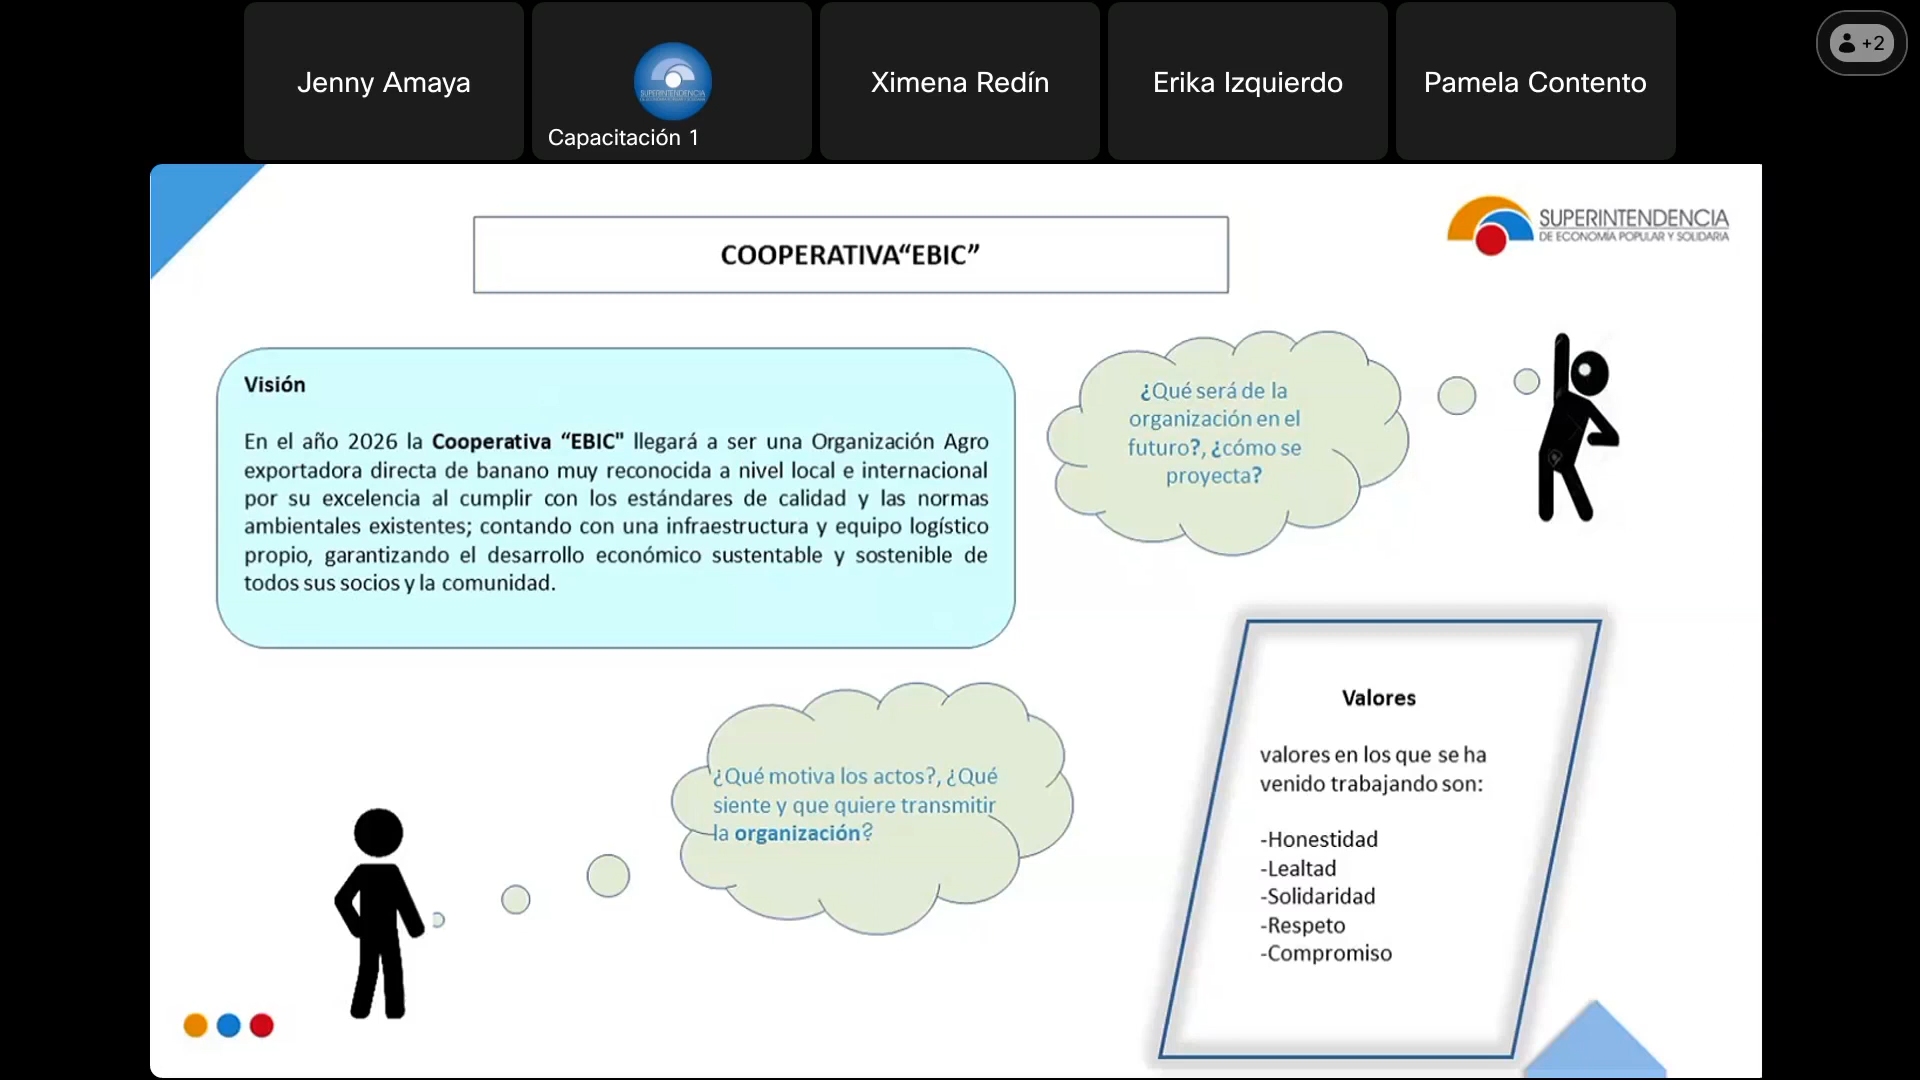 Jenny Amaya
SUPERINTENDENCIA
Capacitación 1
Ximena Redín
Erika Izquierdo
Pamela Contento
+2
SUPERINTENDENCIA
DE ECONOMÍA POPULAR Y SOLIDARIA
COOPERATIVA“EBIC”
Visión
En el año 2026 la Cooperativa “EBIC" llegará a ser una Organización Agro
exportadora directa de banano muy reconocida a nivel local e internacional
por su excelencia al cumplir con los estándares de calidad y las normas
ambientales existentes; contando con una infraestructura y equipo logístico
propio, garantizando el desarrollo económico sustentable y sostenible de
todos sus socios y la comunidad.
¿Qué será de la
organización en el
futuro?, ¿cómo se
proyecta?
¿Qué motiva los actos?, ¿Qué
siente y que quiere transmitir
la organización?
Valores
valores en los que se ha
venido trabajando son:
-Honestidad
-Lealtad
-Solidaridad
-Respeto
-Compromiso